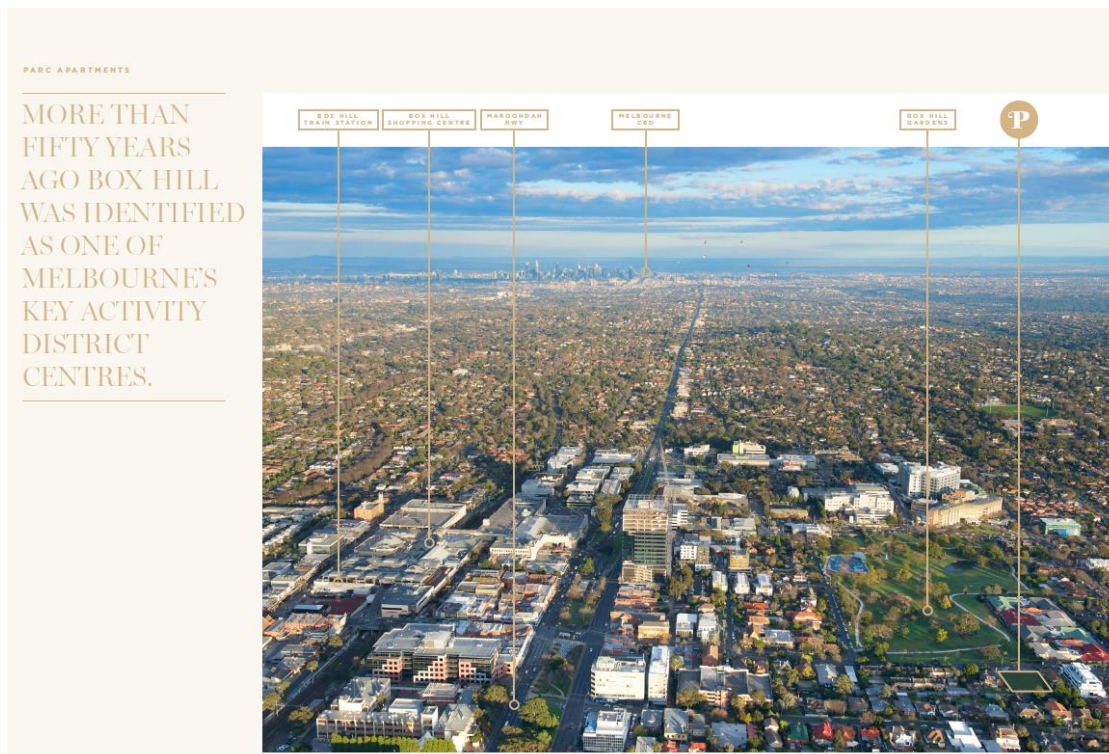 PARC APARTMENTS
MORE THAN
FIFTY YEARS
AGO BOX HILL
WAS IDENTIFIED
AS ONE OF
MELBOURNE'S
KEY ACTIVITY
DISTRICT
CENTRES.
BOX HILL
TRAIN STATION
BOX HILL
SHOPPING CENTRE
MAROONDAH
HWY
MELBOURNE
CBD
BOX HILL
GARDENS
P